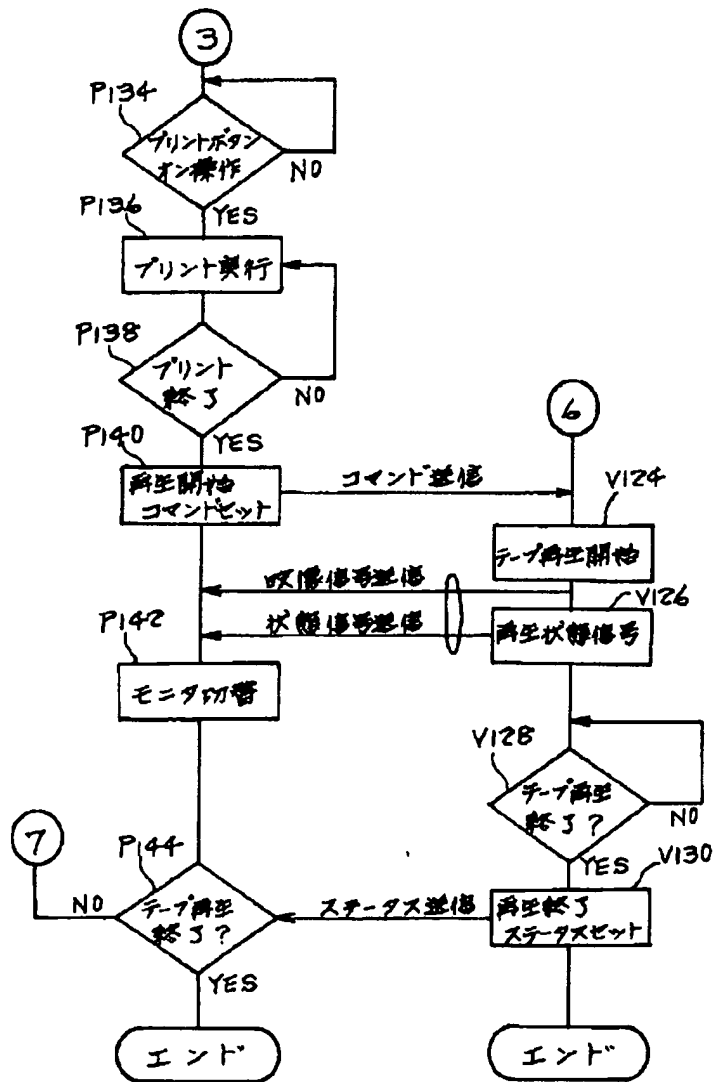 3
P134
プリントボタン
オン操作
NO
YES
P136
プリント実行
P138
プリント
終了
NO
YES
P140
再生開始
コマンドセット
コマンド送信
6
V124
テープ再生開始
映像信号送信
V126
状態信号送信
再生状態信号
P142
モニタ切替
V128
テープ再生
終了?
NO
YES
7
P144
NO
テープ再生
終了?
YES
ステータス送信
V130
再生終了
ステータスセット
エンド
エンド